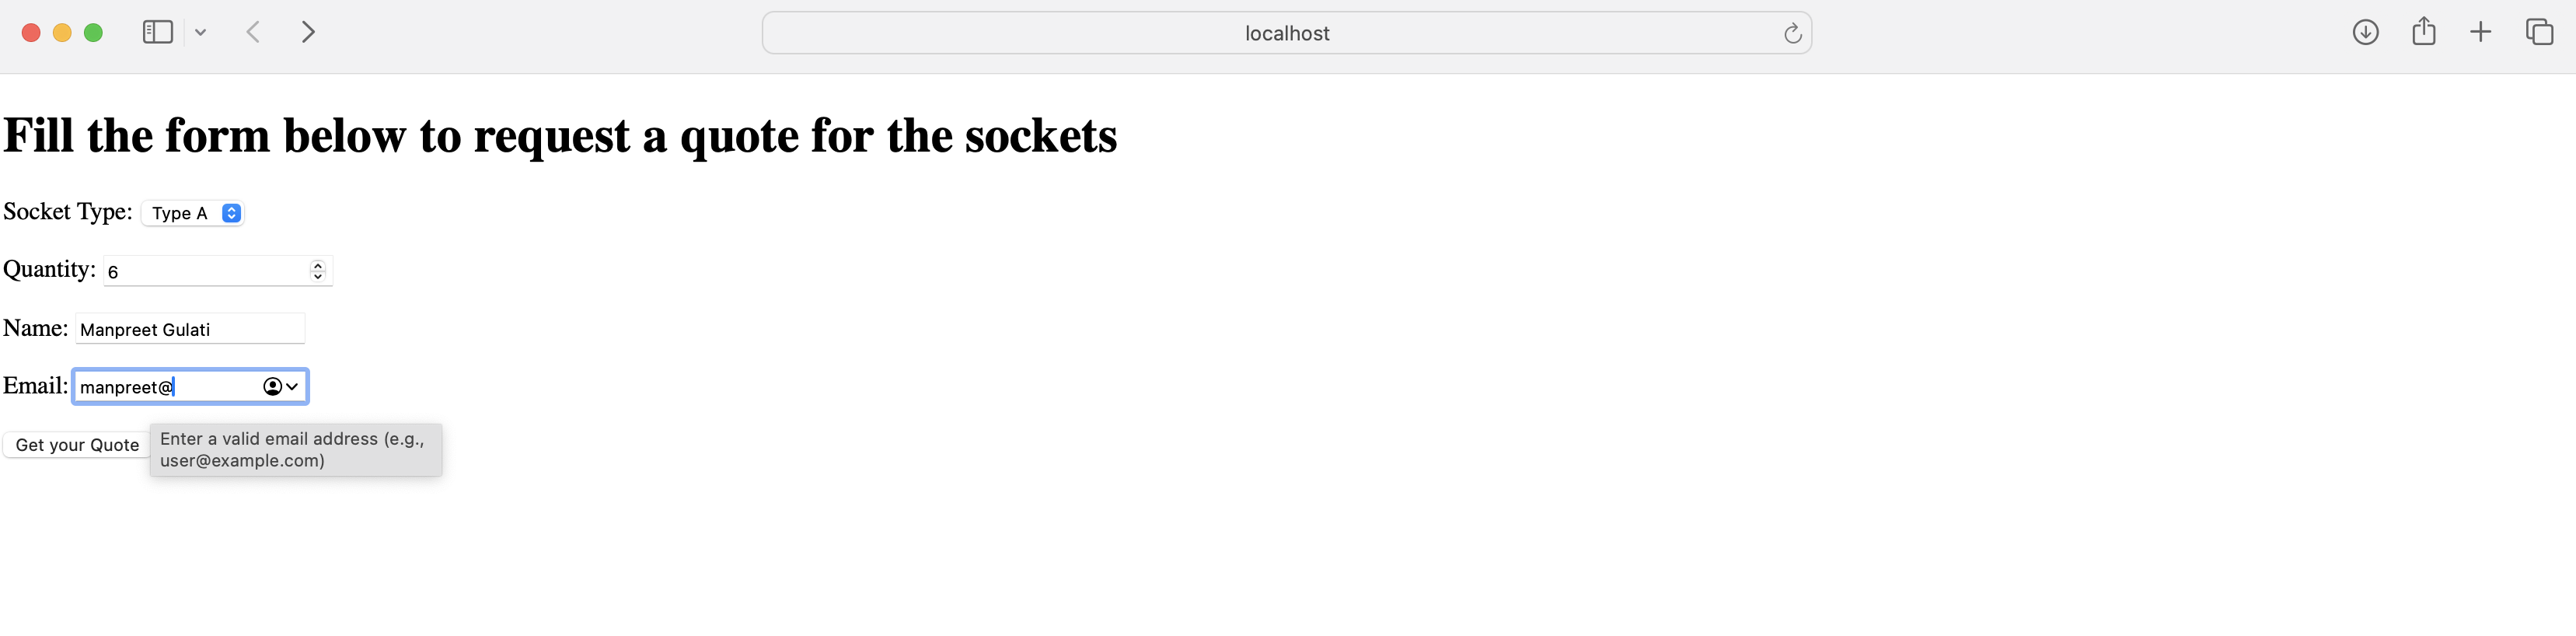 localhost
Fill the form below to request a quote for the sockets
Socket Type: Type A
Quantity: 6
Name: Manpreet Gulati
Email: manpreet@
Get your Quote
Enter a valid email address (e.g.,
user@example.com)